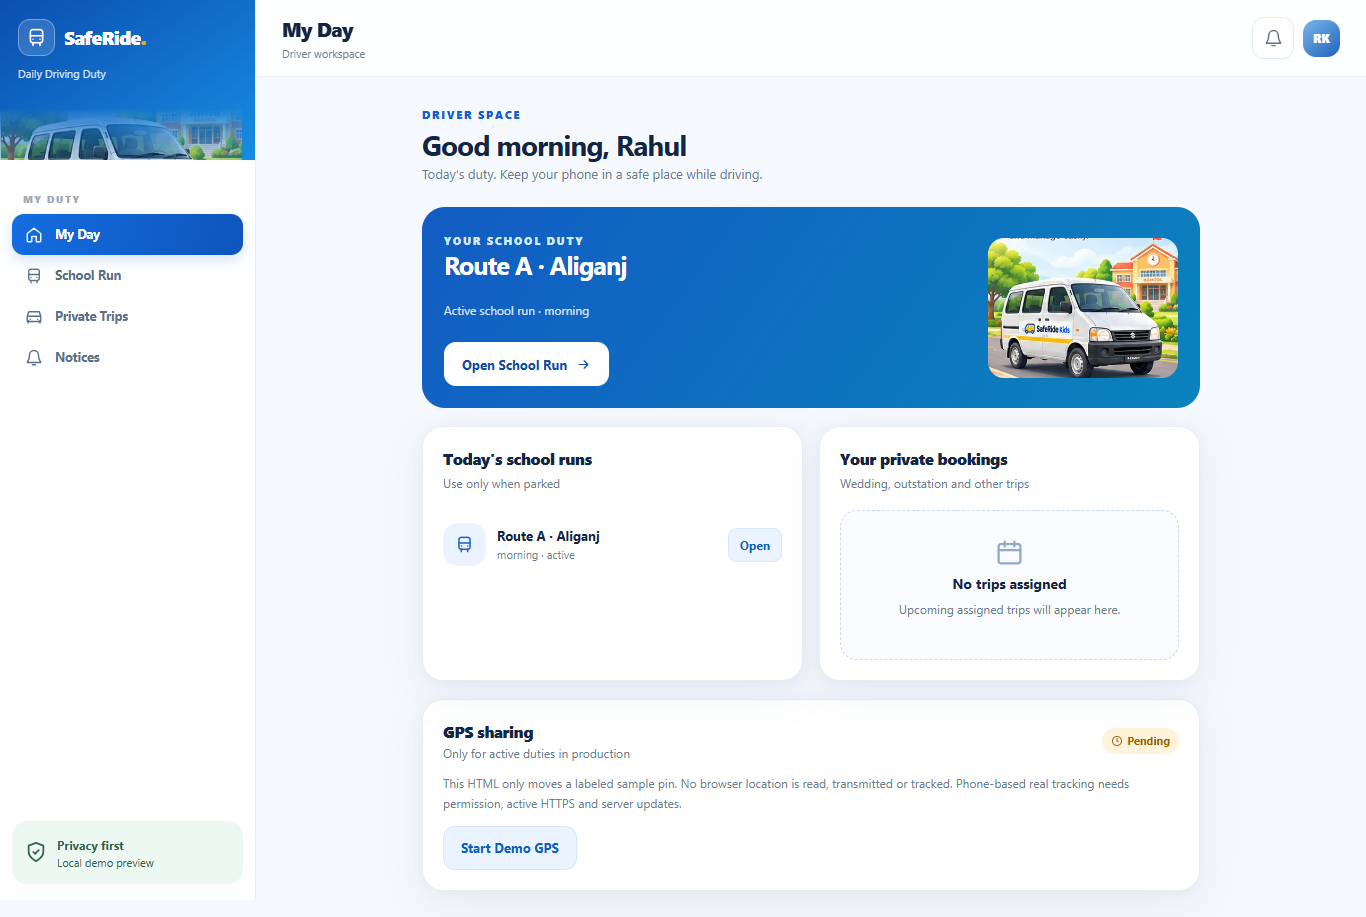 SafeRide.
Daily Driving Duty
MY DUTY
My Day
School Run
Private Trips
Notices
Privacy first
Local demo preview
My Day
Driver workspace
RK
DRIVER SPACE
Good morning, Rahul
Today's duty. Keep your phone in a safe place while driving.
YOUR SCHOOL DUTY
Route A · Aliganj
Active school run · morning
Open School Run →
SCHOOL
SafeRide Kids
Today's school runs
Use only when parked
Route A · Aliganj
morning · active
Open
Your private bookings
Wedding, outstation and other trips
No trips assigned
Upcoming assigned trips will appear here.
GPS sharing
Only for active duties in production
Pending
This HTML only moves a labeled sample pin. No browser location is read, transmitted or tracked. Phone-based real tracking needs
permission, active HTTPS and server updates.
Start Demo GPS